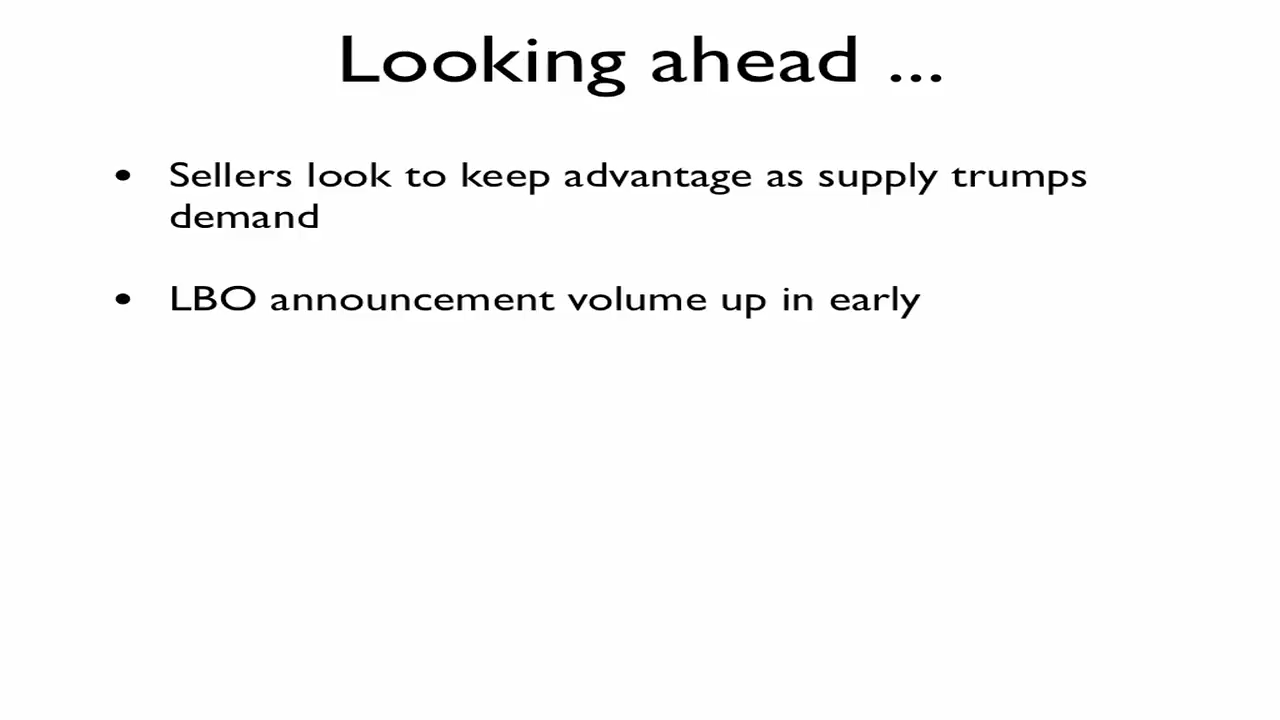 Looking ahead ...
• Sellers look to keep advantage as supply trumps
demand
• LBO announcement volume up in early